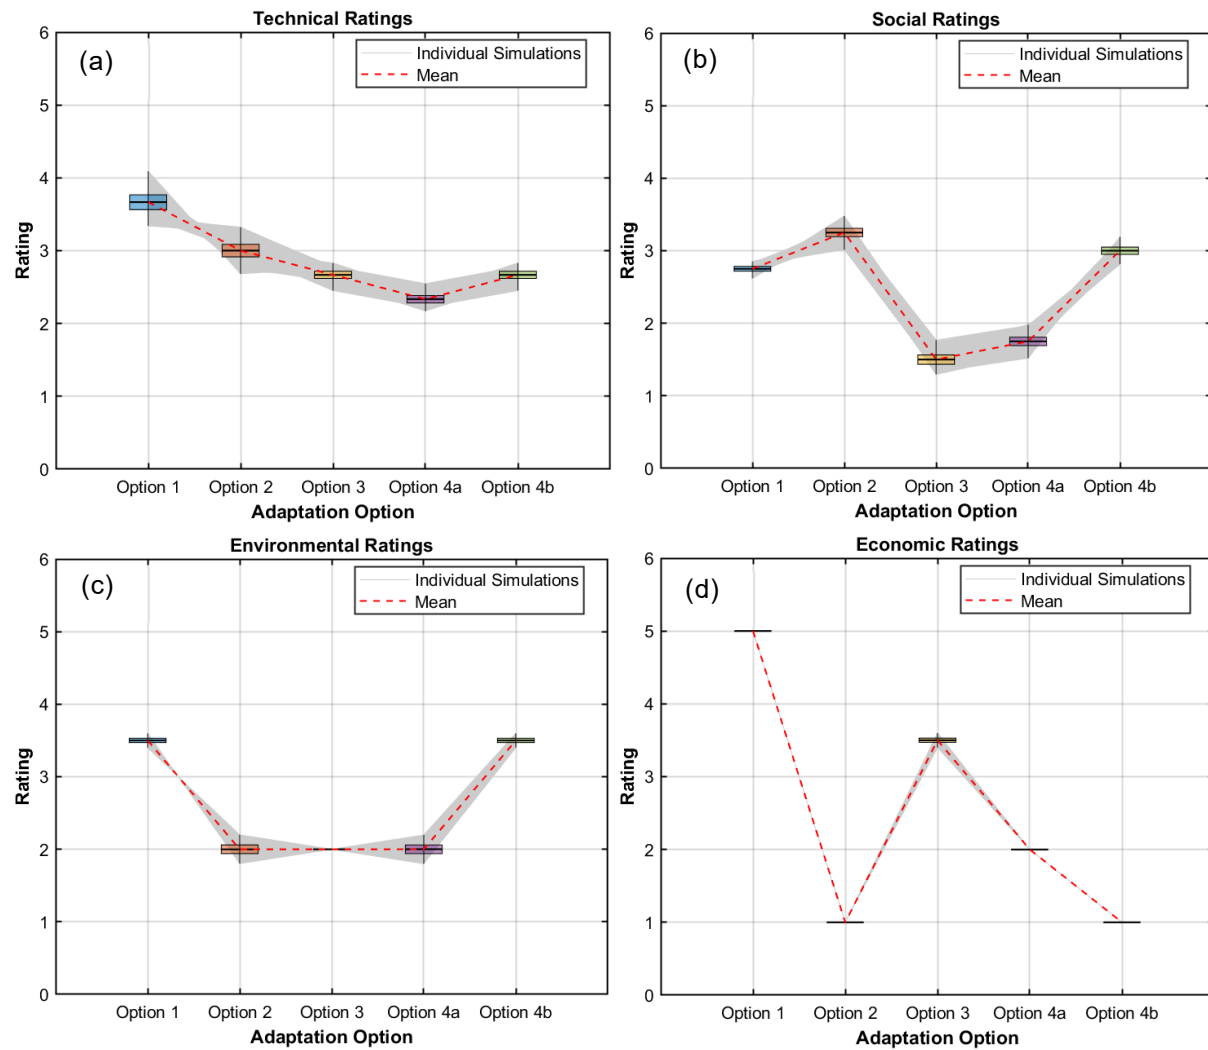 Technical Ratings
(a)
Individual Simulations
Mean
6
5
4
3
2
1
0
Rating
Option 1 Option 2 Option 3 Option 4a Option 4b
Adaptation Option
Social Ratings
(b)
Individual Simulations
Mean
6
5
4
3
2
1
0
Rating
Option 1 Option 2 Option 3 Option 4a Option 4b
Adaptation Option
Environmental Ratings
(c)
Individual Simulations
Mean
6
5
4
3
2
1
0
Rating
Option 1 Option 2 Option 3 Option 4a Option 4b
Adaptation Option
Economic Ratings
(d)
Individual Simulations
Mean
6
5
4
3
2
1
0
Rating
Option 1 Option 2 Option 3 Option 4a Option 4b
Adaptation Option